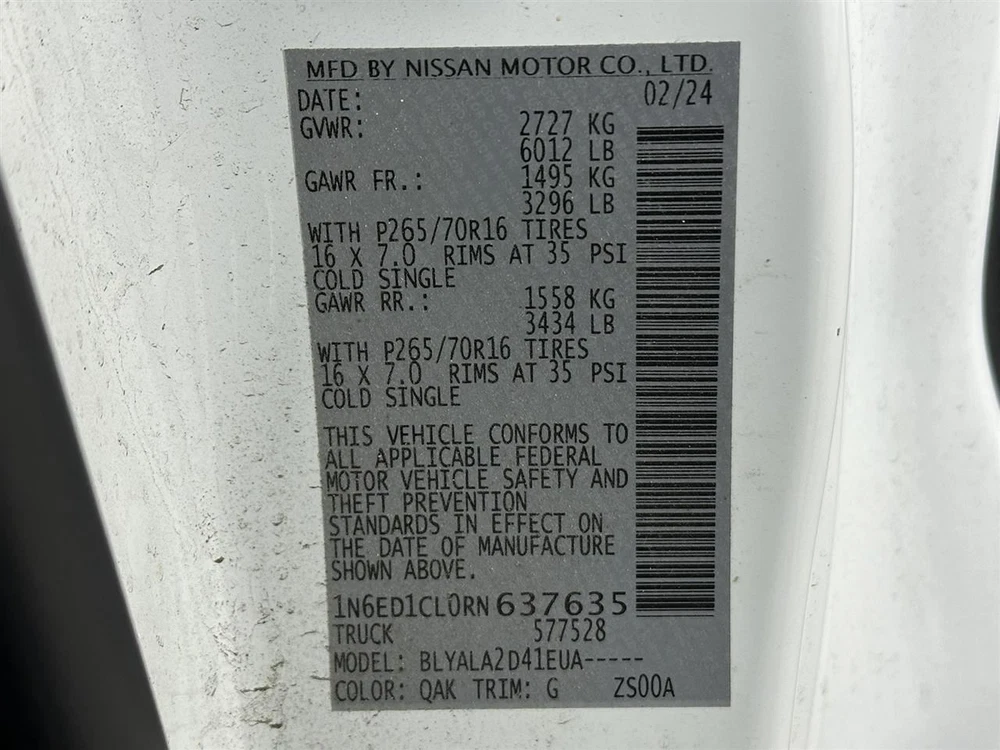 MFD BY NISSAN MOTOR CO., LTD.
DATE: 02/24
GVWR: 2727 KG
6012 LB
GAWR FR.: 1495 KG
3296 LB
WITH P265/70R16 TIRES
16 X 7.0 RIMS AT 35 PSI
COLD SINGLE
GAWR RR.: 1558 KG
3434 LB
WITH P265/70R16 TIRES
16 X 7.0 RIMS AT 35 PSI
COLD SINGLE
THIS VEHICLE CONFORMS TO
ALL APPLICABLE FEDERAL
MOTOR VEHICLE SAFETY AND
THEFT PREVENTION
STANDARDS IN EFFECT ON
THE DATE OF MANUFACTURE
SHOWN ABOVE.
1N6ED1CL0RN637635
TRUCK 577528
MODEL: BLYALA2D41EUA-----
COLOR: QAK TRIM: G ZS00A